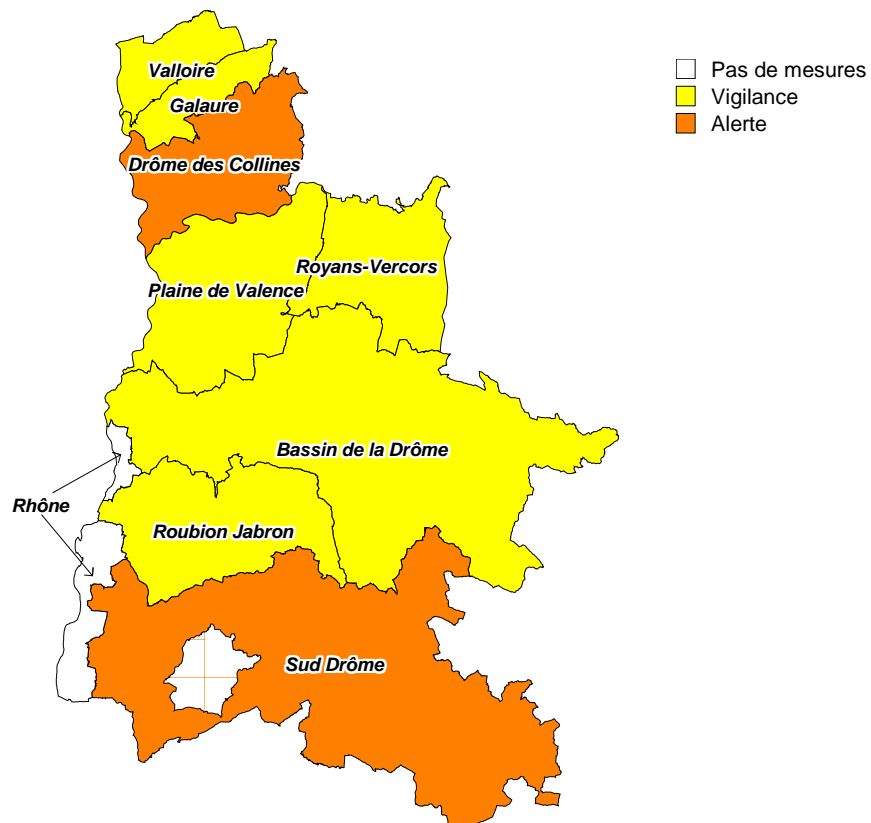 Valloire
Pas de mesures
Vigilance
Galaure
Alerte
Drôme des Collines
Royans-Vercors
Plaine de Valence
Bassin de la Drôme
Rhône
Roubion Jabron
Sud Drôme